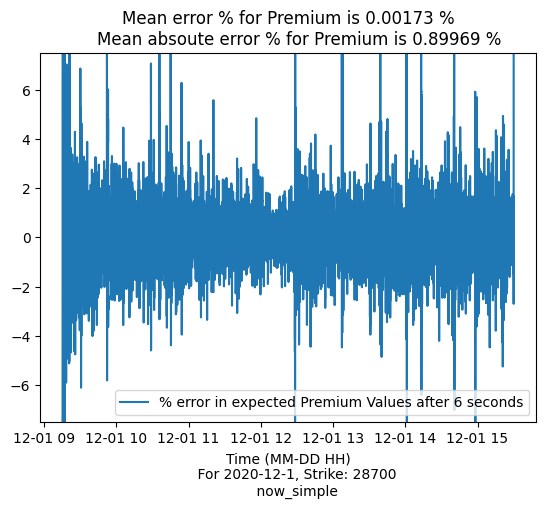 Mean error % for Premium is 0.00173 %
Mean absoute error % for Premium is 0.89969 %
6
4
2
0
−2
−4
−6
% error in expected Premium Values after 6 seconds
12-01 09 12-01 10 12-01 11 12-01 12 12-01 13 12-01 14 12-01 15
Time (MM-DD HH)
For 2020-12-1, Strike: 28700
now_simple